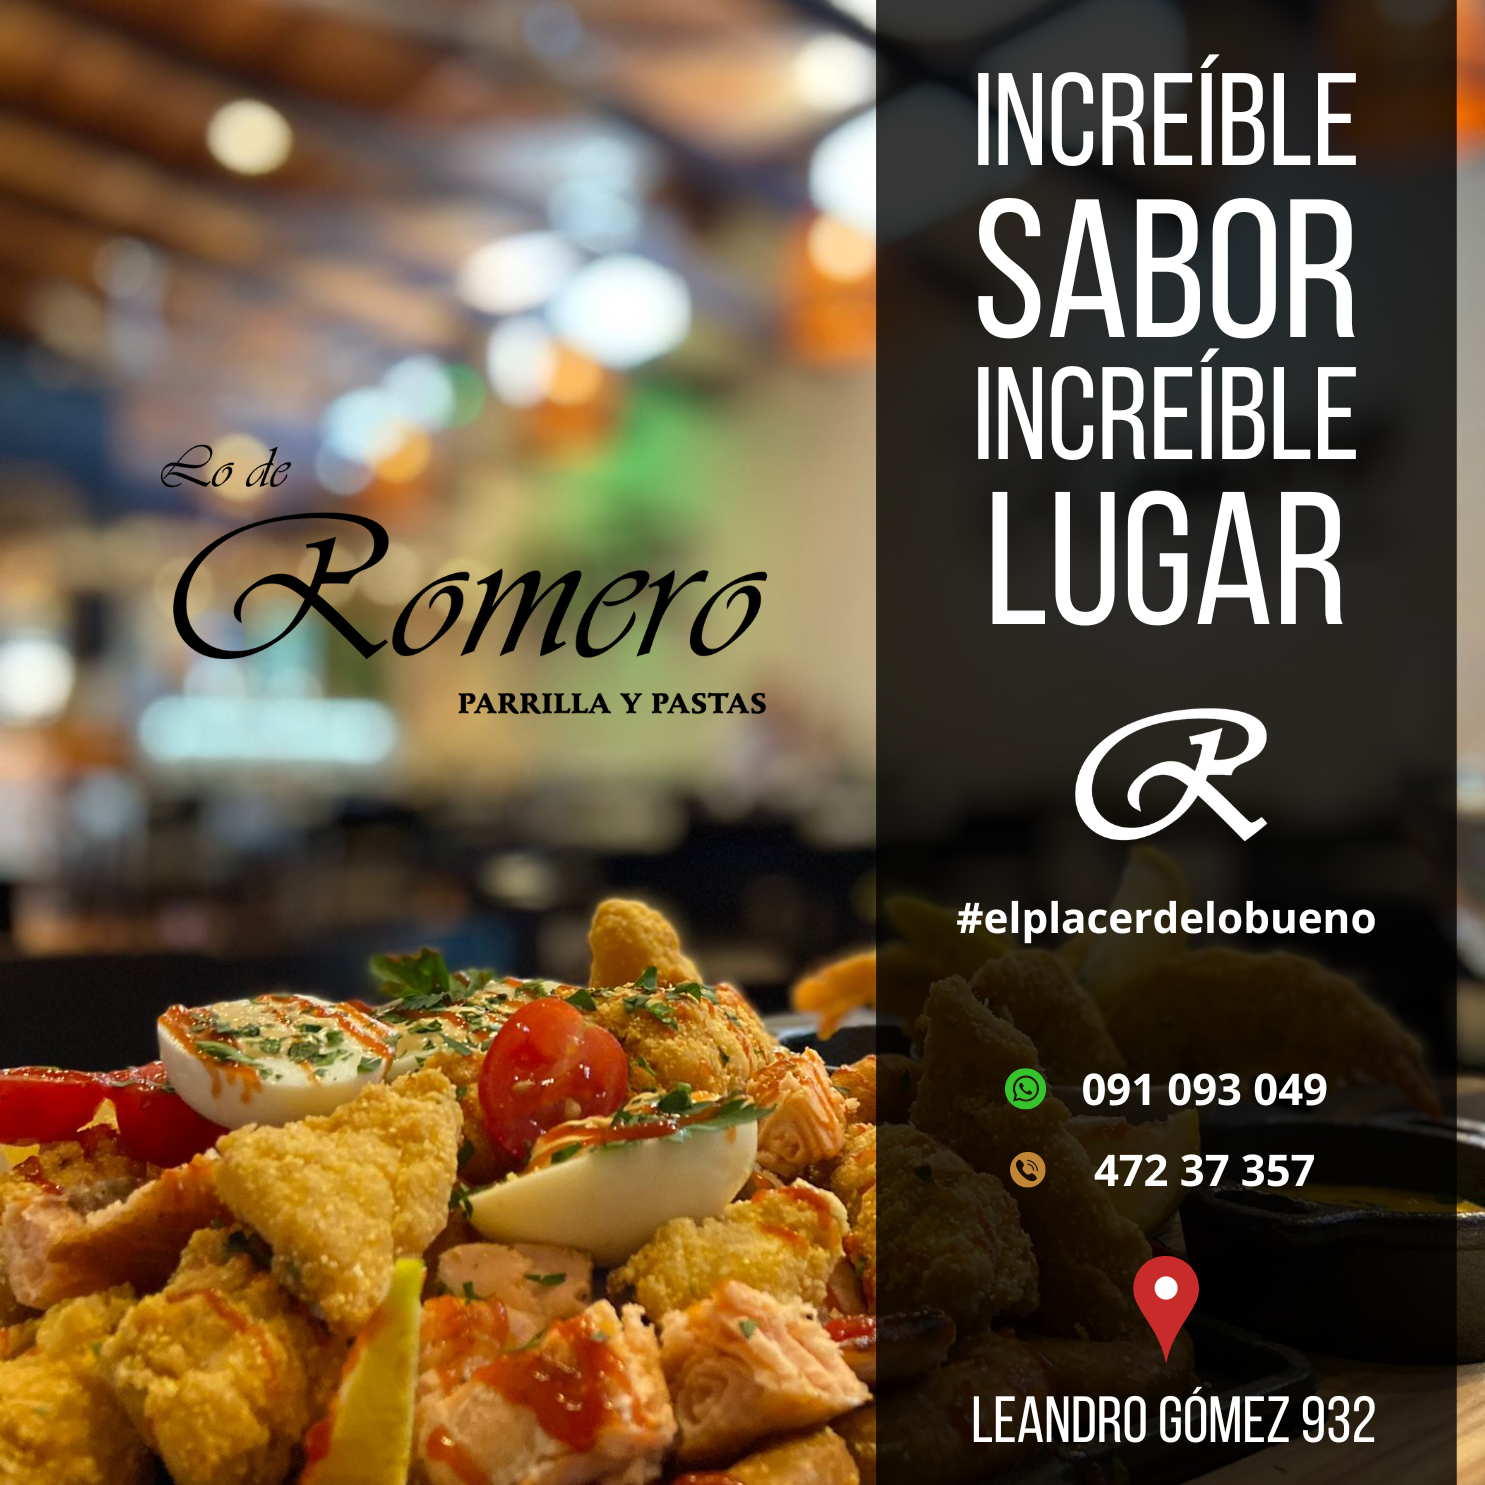 Lo de
Romero
PARRILLA Y PASTAS
INCREÍBLE
SABOR
INCREÍBLE
LUGAR
R
#elplacerdelobueno
091 093 049
472 37 357
LEANDRO GÓMEZ 932